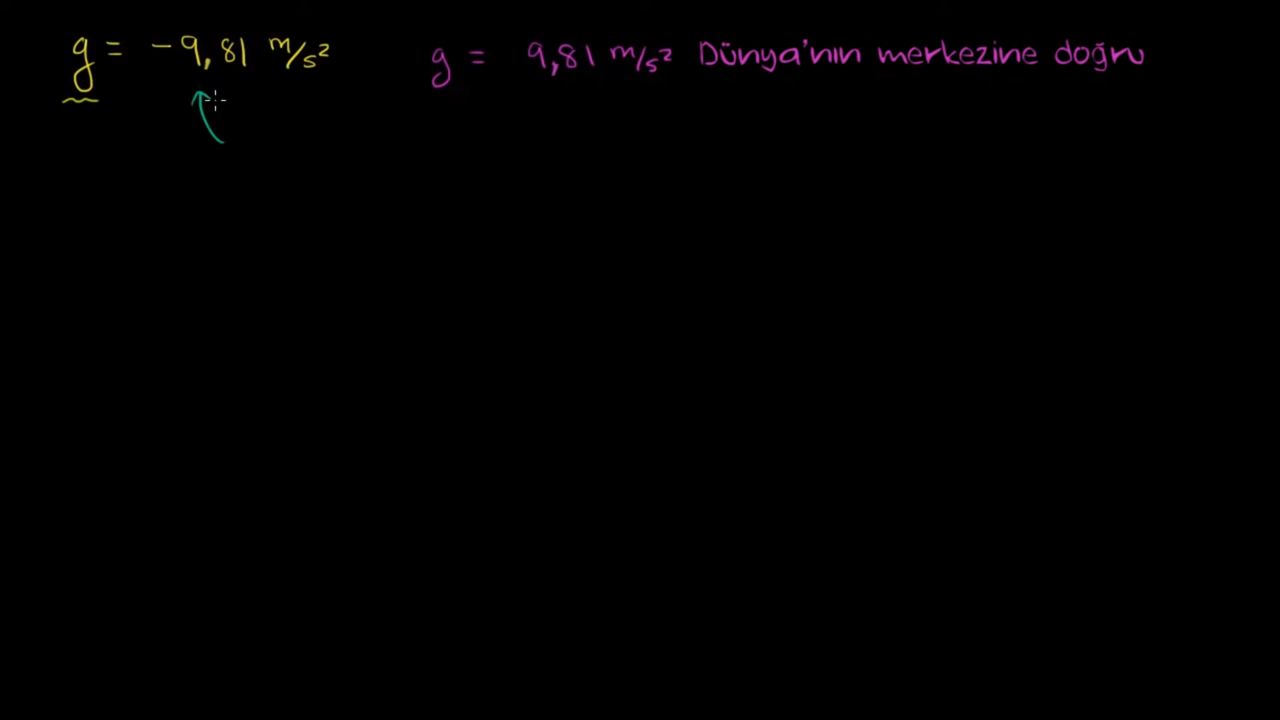 g = -9,81 m/s² g = 9,81 m/s² Dünya'nın merkezine doğru